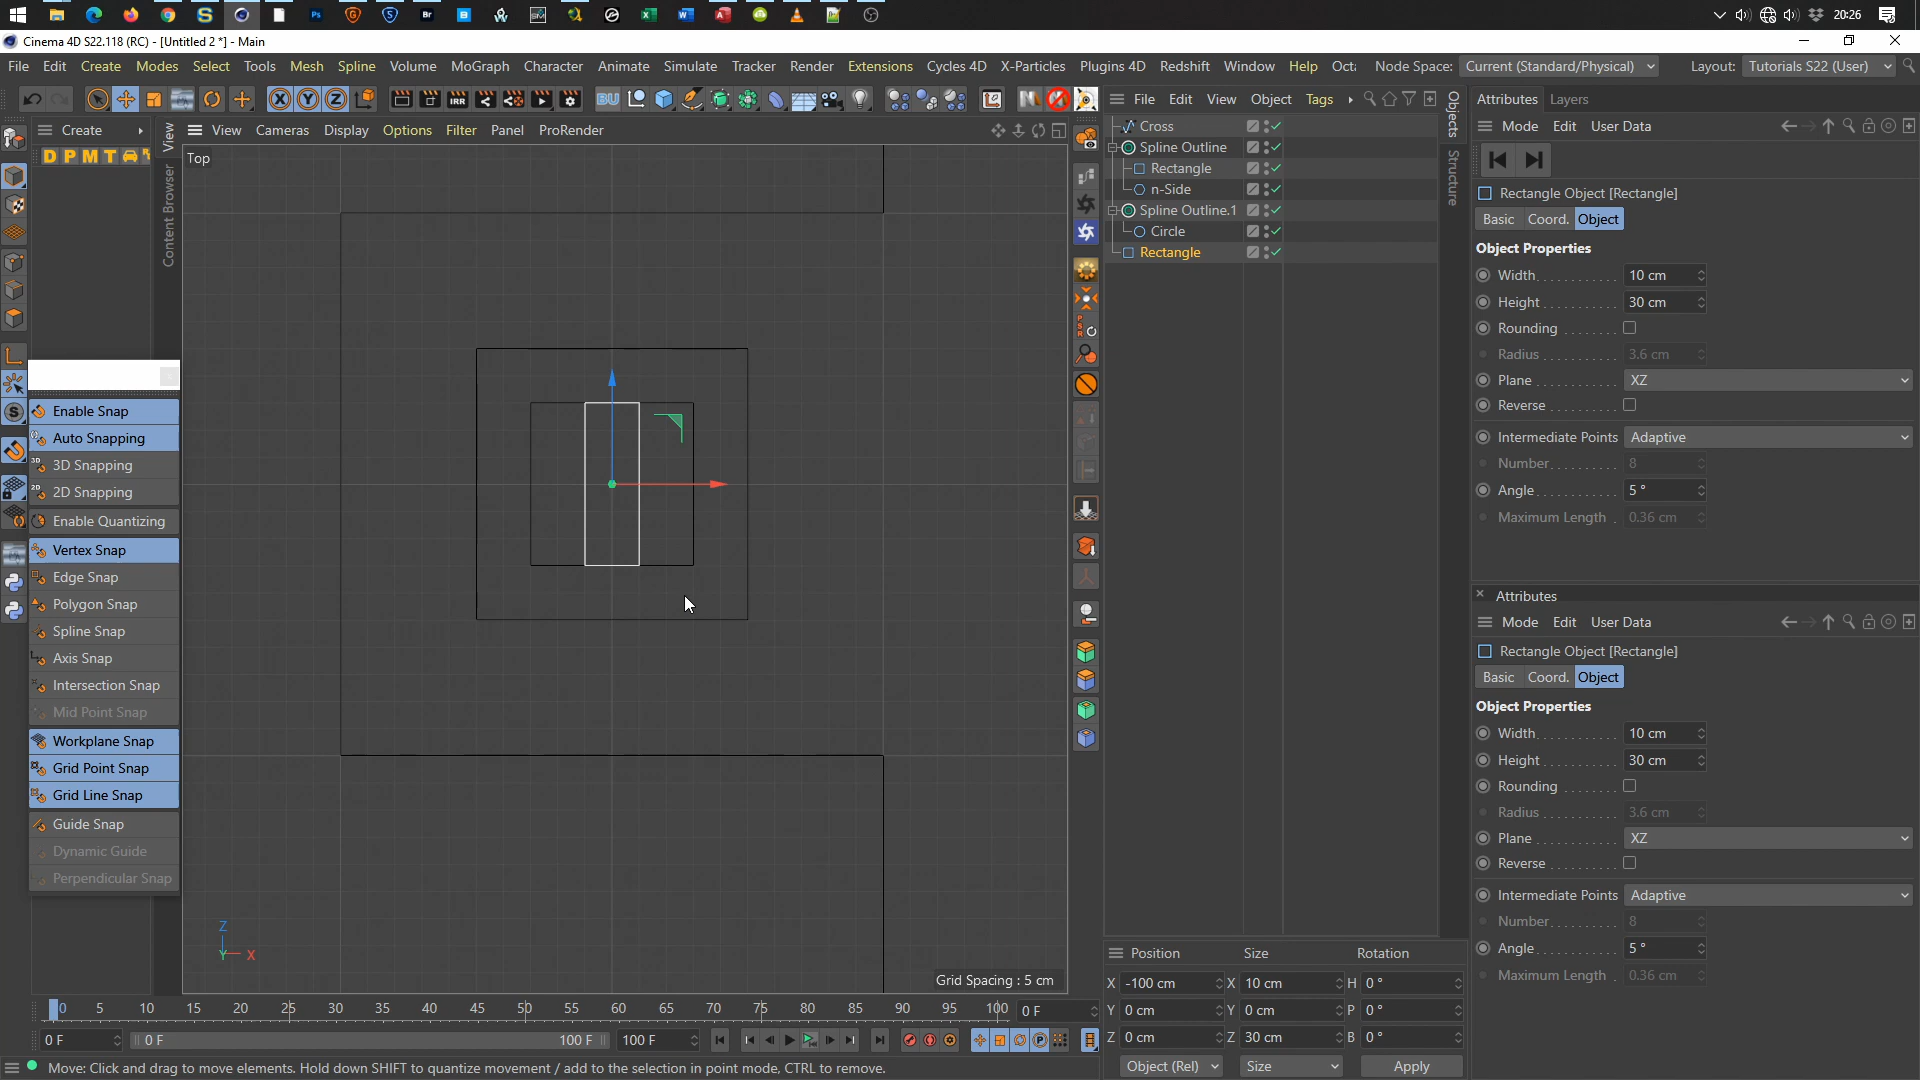 20:26
Cinema 4D S22.118 (RC) - [Untitled 2 *] - Main
File Edit Create Modes Select Tools Mesh Spline Volume MoGraph Character Animate Simulate Tracker Render Extensions Cycles 4D X-Particles Plugins 4D Redshift Window Help Octa Node Space: Current (Standard/Physical) Layout: Tutorials S22 (User)
File Edit View Object Tags
Attributes Layers
Create
View Cameras Display Options Filter Panel ProRender
Mode Edit User Data
D P M T
Top
View
Content Browser
Objects
Structure
Cross
Spline Outline
Rectangle
n-Side
Spline Outline.1
Circle
Rectangle
Rectangle Object [Rectangle]
Basic Coord. Object
Object Properties
Width 10 cm
Height 30 cm
Rounding
Radius 3.6 cm
Plane XZ
Reverse
Intermediate Points Adaptive
Number 8
Angle 5 °
Maximum Length 0.36 cm
Enable Snap
Auto Snapping
3D Snapping
2D Snapping
Enable Quantizing
Vertex Snap
Edge Snap
Polygon Snap
Spline Snap
Axis Snap
Intersection Snap
Mid Point Snap
Workplane Snap
Grid Point Snap
Grid Line Snap
Guide Snap
Dynamic Guide
Perpendicular Snap
Attributes
Mode Edit User Data
Rectangle Object [Rectangle]
Basic Coord. Object
Object Properties
Width 10 cm
Height 30 cm
Rounding
Radius 3.6 cm
Plane XZ
Reverse
Intermediate Points Adaptive
Number 8
Angle 5 °
Maximum Length 0.36 cm
Z
Y X
Grid Spacing : 5 cm
Position Size Rotation
X -100 cm X 10 cm H 0 °
Y 0 cm Y 0 cm P 0 °
Z 0 cm Z 30 cm B 0 °
Object (Rel) Size Apply
0 5 10 15 20 25 30 35 40 45 50 55 60 65 70 75 80 85 90 95 100 0 F
0 F 0 F 100 F 100 F
Move: Click and drag to move elements. Hold down SHIFT to quantize movement / add to the selection in point mode, CTRL to remove.